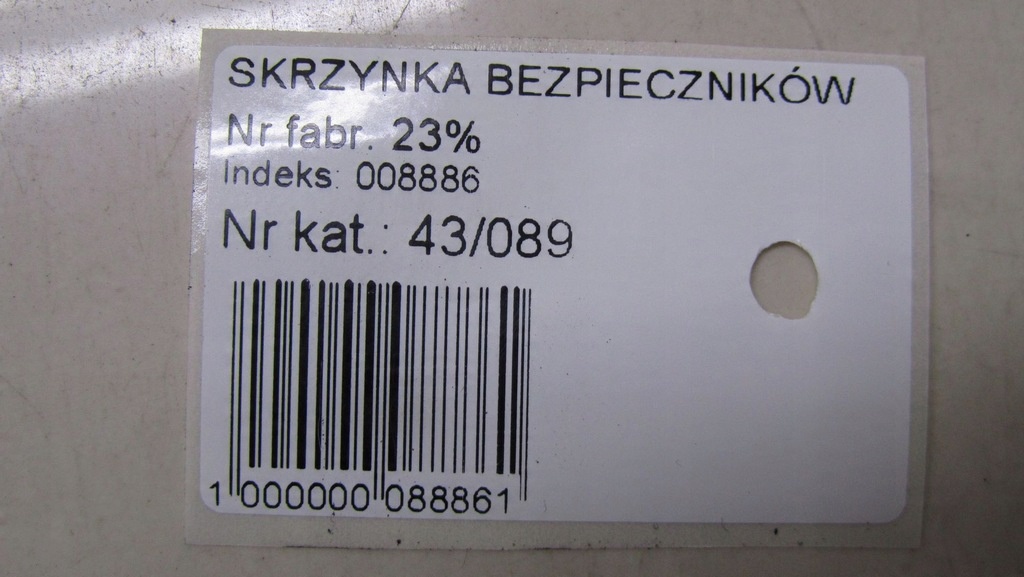 SKRZYNKA BEZPIECZNIKÓW
Nr fabr. 23%
Indeks: 008886
Nr kat.: 43/089
1 000000 088861